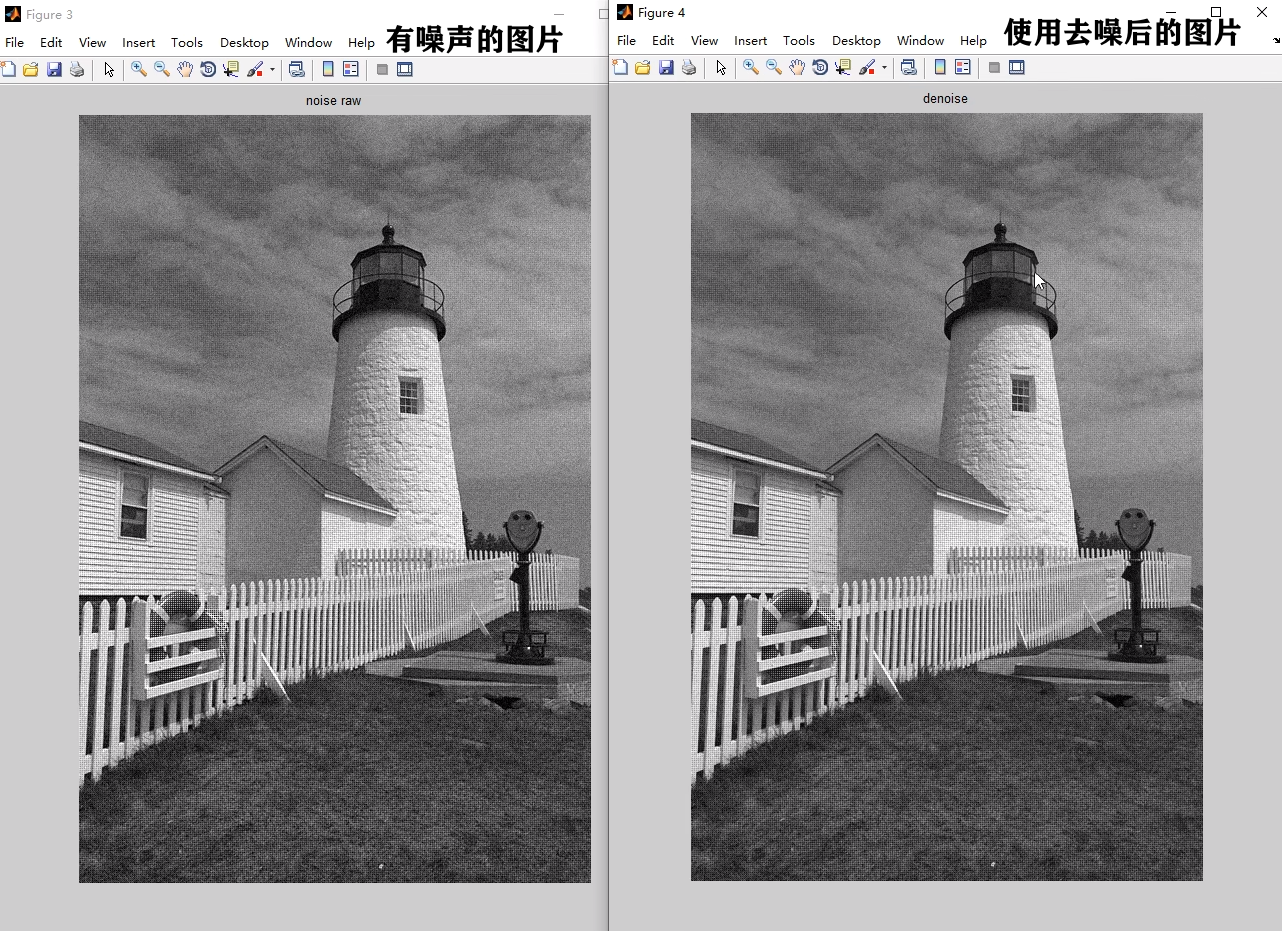 Figure 3
有噪声的图片
File Edit View Insert Tools Desktop Window Help
noise raw
Figure 4
使用去噪后的图片
File Edit View Insert Tools Desktop Window Help
denoise